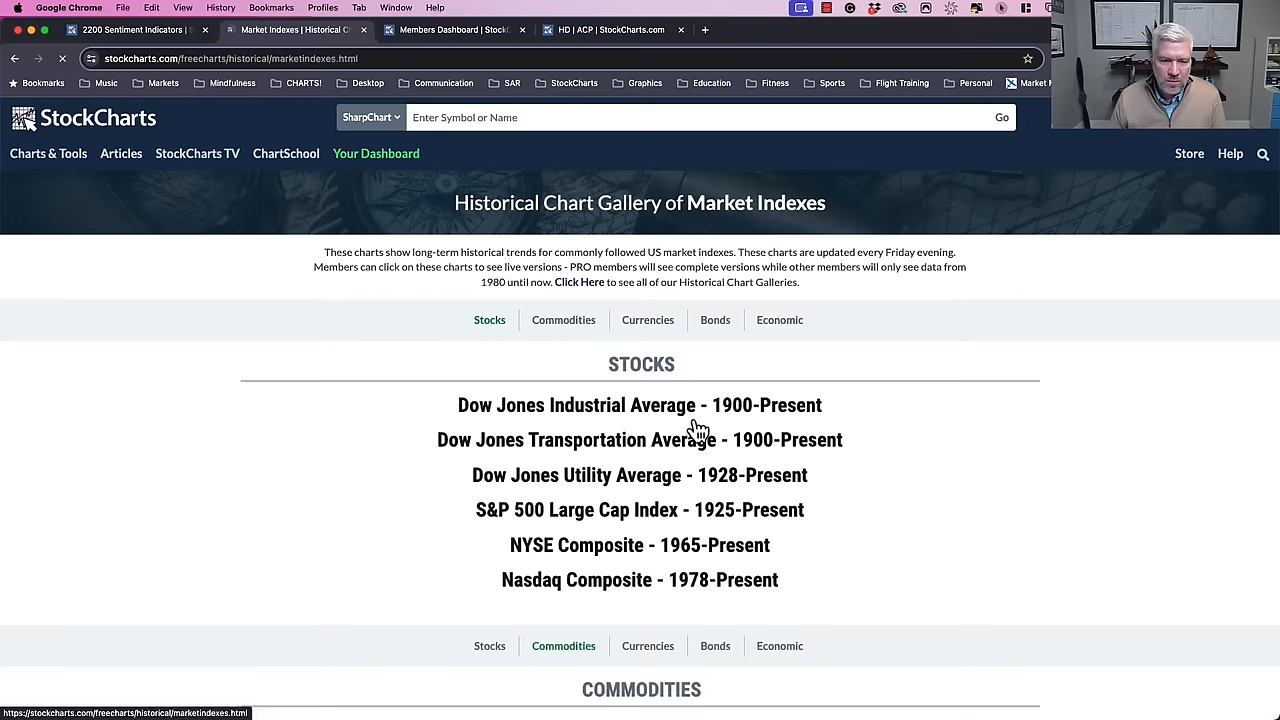 Google Chrome File Edit View History Bookmarks Profiles Tab Window Help
2200 Sentiment Indicators | Market Indexes | Historical C Members Dashboard | Stock HD | ACP | StockCharts.com
stockcharts.com/freecharts/historical/marketindexes.html
Bookmarks Music Markets Mindfulness CHARTS! Desktop Communicat SAR StockCharts Graphics Education Fitness Sports Flight Training Personal Market
StockCharts SharpChart Enter Symbol or Name Go
Charts & Tools Articles StockCharts TV ChartSchool Your Dashboard Store Help
Historical Chart Gallery of Market Indexes
These charts show long-term historical trends for commonly followed US market indexes. These charts are updated every Friday evening.
Members can click on these charts to see live versions - PRO members will see complete versions while other members will only see data from
1980 until now. Click Here to see all of our Historical Chart Galleries.
Stocks Commodities Currencies Bonds Economic
STOCKS
Dow Jones Industrial Average - 1900-Present
Dow Jones Transportation Average - 1900-Present
Dow Jones Utility Average - 1928-Present
S&P 500 Large Cap Index - 1925-Present
NYSE Composite - 1965-Present
Nasdaq Composite - 1978-Present
Stocks Commodities Currencies Bonds Economic
COMMODITIES
https://stockcharts.com/freecharts/historical/marketindexes.html